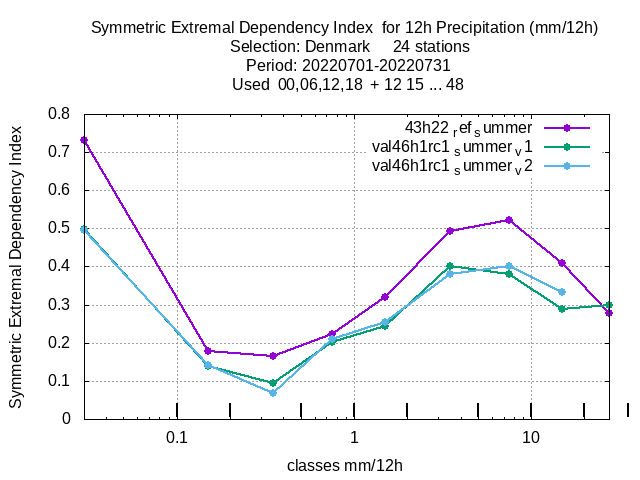 Symmetric Extremal Dependency Index for 12h Precipitation (mm/12h)
Selection: Denmark 24 stations
Period: 20220701-20220731
Used 00,06,12,18 + 12 15 ... 48
Symmetric Extremal Dependency Index
0.8
0.7
0.6
0.5
0.4
0.3
0.2
0.1
0
43h22 ref summer
val46h1rc1 summer v1
val46h1rc1 summer v2
0.1 1 10
classes mm/12h